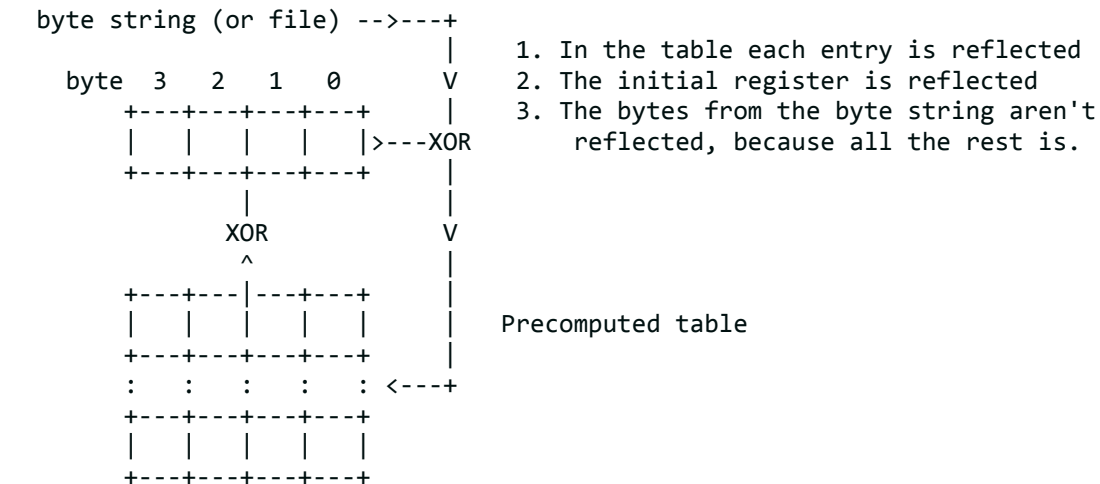 byte string (or file) -->---+
| 1. In the table each entry is reflected
byte 3 2 1 0 V 2. The initial register is reflected
+---+---+---+---+ | 3. The bytes from the byte string aren't
| | | | |>---XOR reflected, because all the rest is.
+---+---+---+---+ |
| |
XOR V
^ |
+---+---|---+---+ |
| | | | | | Precomputed table
+---+---+---+---+ |
: : : : : <---+
+---+---+---+---+
| | | | |
+---+---+---+---+